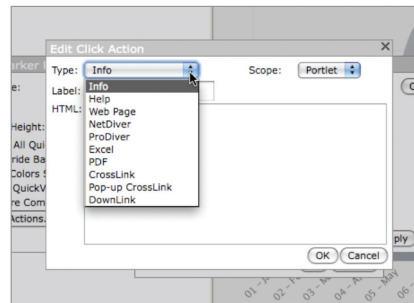 Edit Click Action
Type: Info Scope: Portlet
Label:
HTML:
Info
Help
Web Page
NetDiver
ProDiver
Excel
PDF
CrossLink
Pop-up CrossLink
DownLink
OK Cancel
Height:
All Qui
ride Ba
Colors S
QuickV
re Com
Actions.
ply